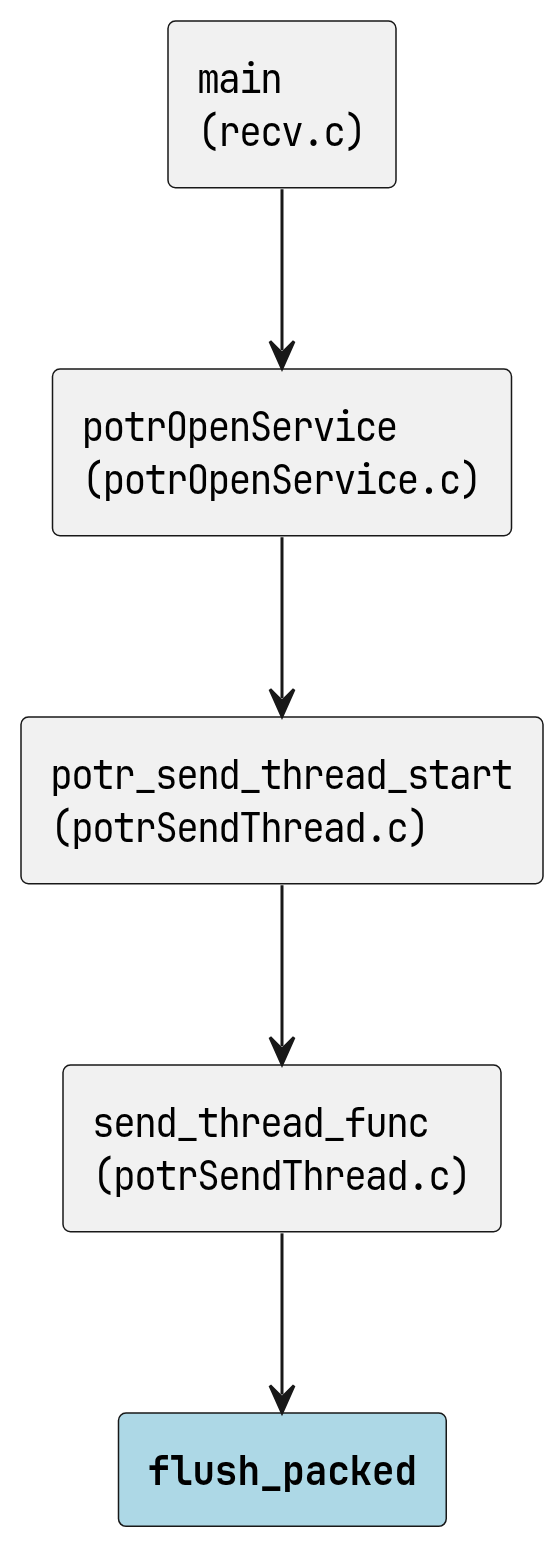 main
(recv.c)
potrOpenService
(potrOpenService.c)
potr_send_thread_start
(potrSendThread.c)
send_thread_func
(potrSendThread.c)
flush_packed